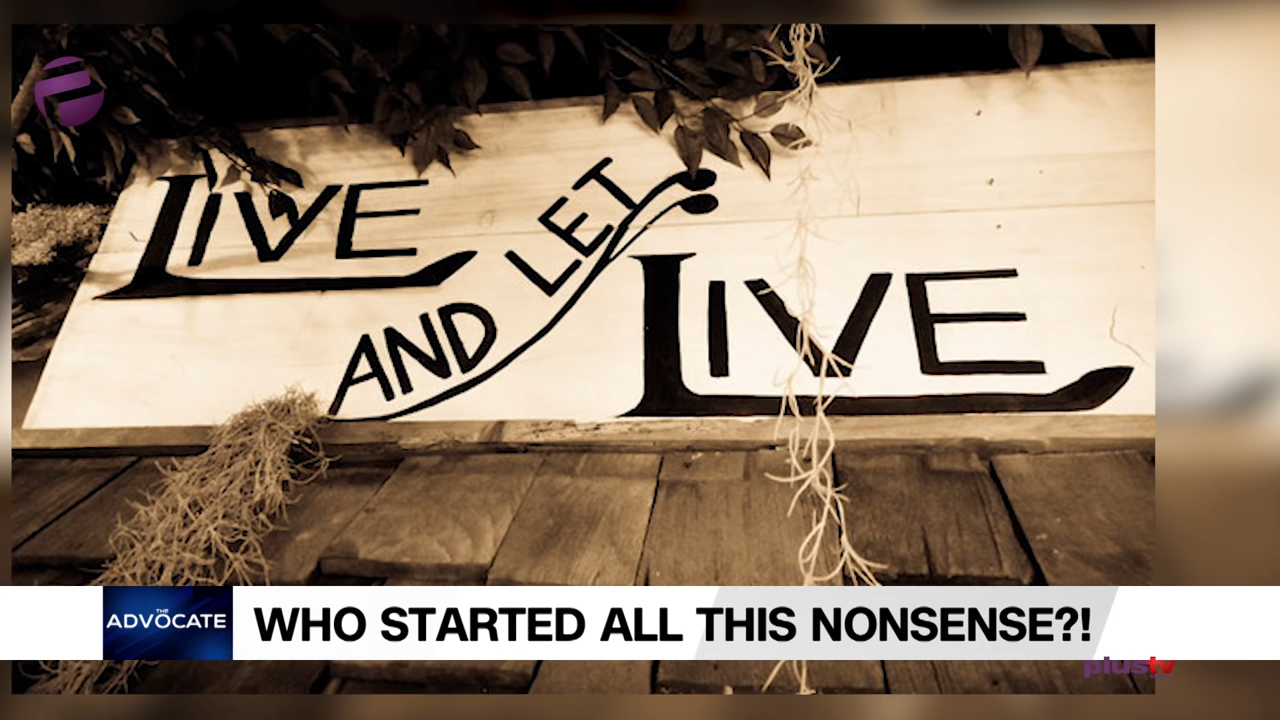 LIVE
AND LET
LIVE
THE
ADVOCATE
WHO STARTED ALL THIS NONSENSE?!
plustv